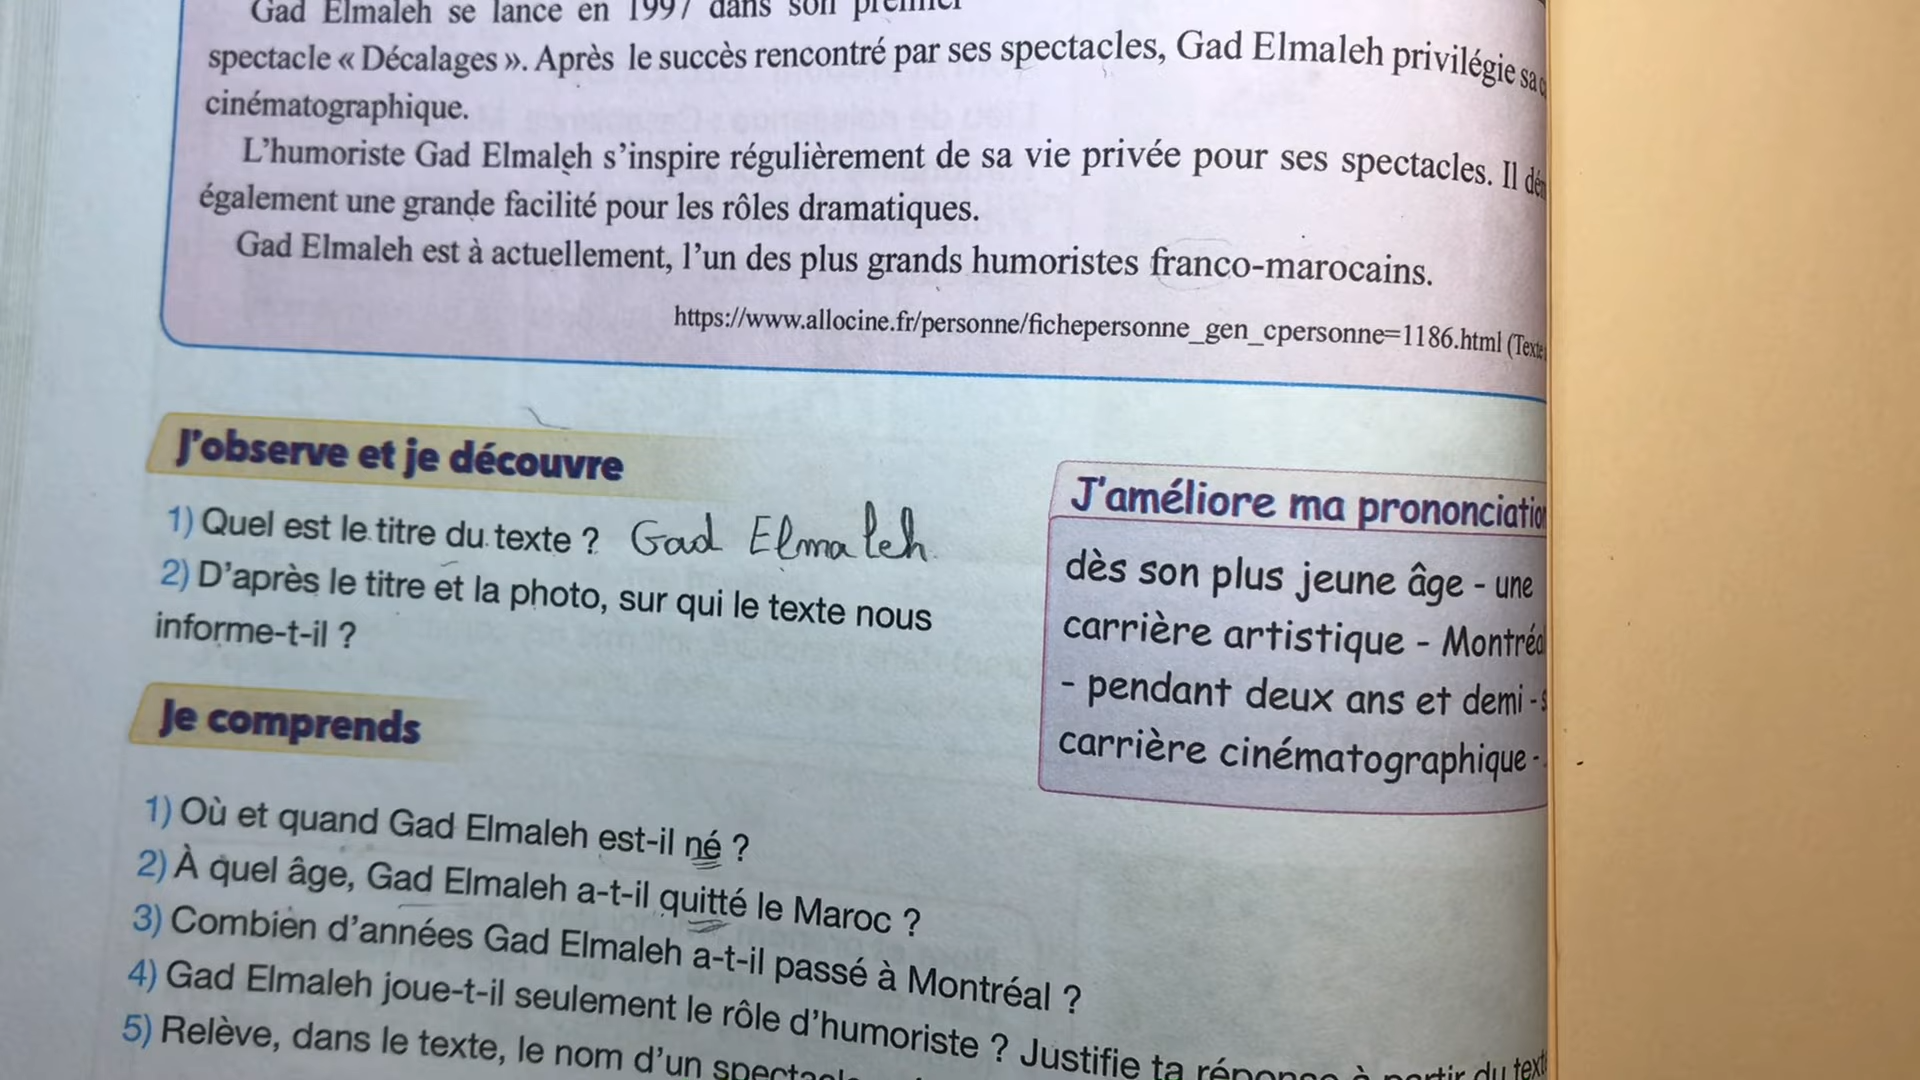 Gad Elmaleh se lance en 1997 dans son premier
spectacle « Décalages ». Après le succès rencontré par ses spectacles, Gad Elmaleh privilégie sa
cinématographique.
L'humoriste Gad Elmaleh s'inspire régulièrement de sa vie privée pour ses spectacles. Il
également une grande facilité pour les rôles dramatiques.
Gad Elmaleh est à actuellement, l'un des plus grands humoristes franco-marocains.
https://www.allocine.fr/personne/fichepersonne_gen_cpersonne=1186.html (Texte
J'observe et je découvre
1) Quel est le titre du texte ? Gad Elmaleh
2) D'après le titre et la photo, sur qui le texte nous
informe-t-il ?
J'améliore ma prononciation
dès son plus jeune âge - une
carrière artistique - Montréal
- pendant deux ans et demi -
carrière cinématographique -
Je comprends
1) Où et quand Gad Elmaleh est-il né ?
2) À quel âge, Gad Elmaleh a-t-il quitté le Maroc ?
3) Combien d'années Gad Elmaleh a-t-il passé à Montréal ?
4) Gad Elmaleh joue-t-il seulement le rôle d'humoriste ? Justifie ta réponse à partir du texte
5) Relève, dans le texte, le nom d'un spectacle